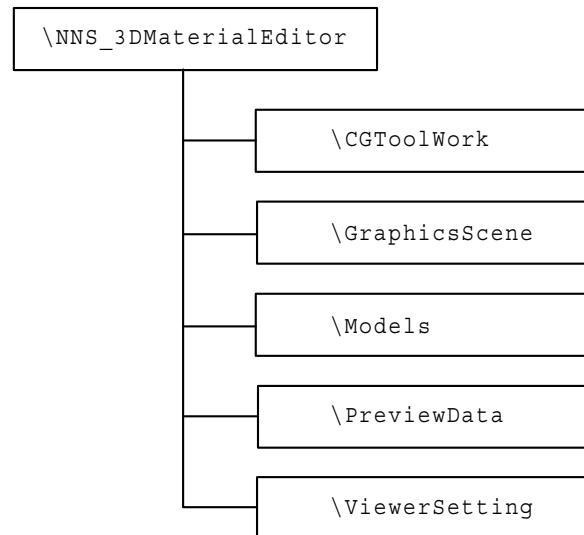 \NNS_3DMaterialEditor
\CGToolWork
\GraphicsScene
\Models
\PreviewData
\ViewerSetting